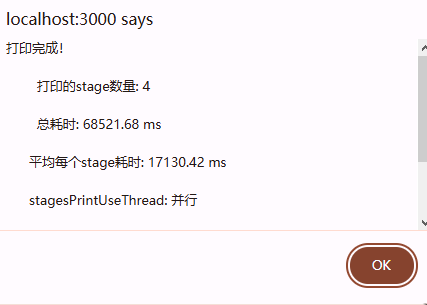 localhost:3000 says
打印完成!
打印的stage数量: 4
总耗时: 68521.68 ms
平均每个stage耗时: 17130.42 ms
stagesPrintUseThread: 并行
OK